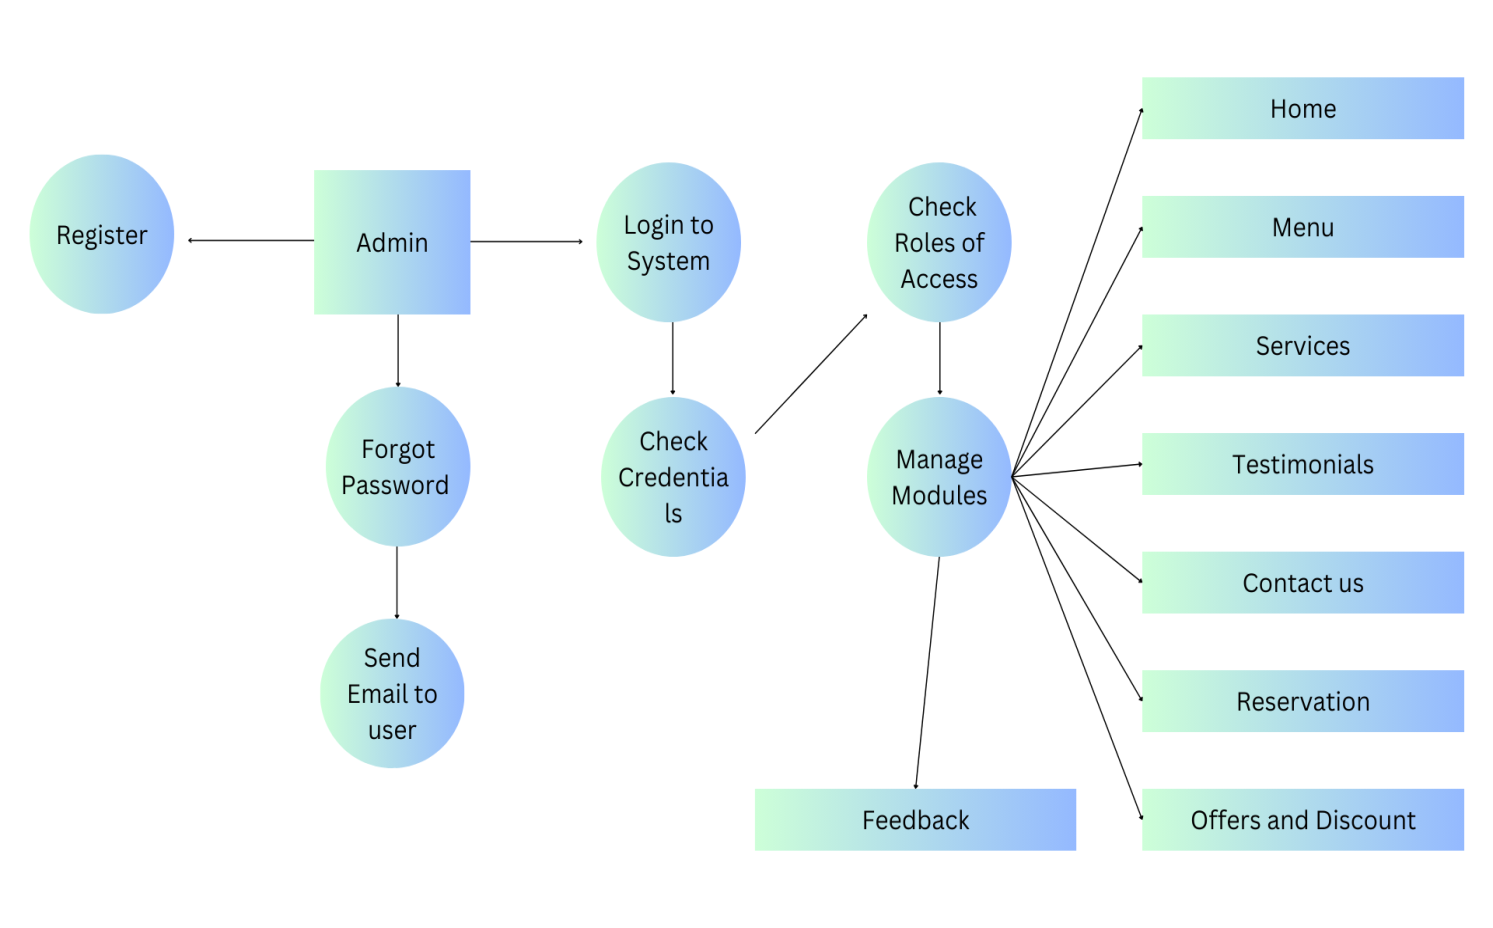 Register
Admin
Login to
System
Check
Roles of
Access
Forgot
Password
Check
Credentia
ls
Manage
Modules
Send
Email to
user
Home
Menu
Services
Testimonials
Contact us
Reservation
Feedback
Offers and Discount